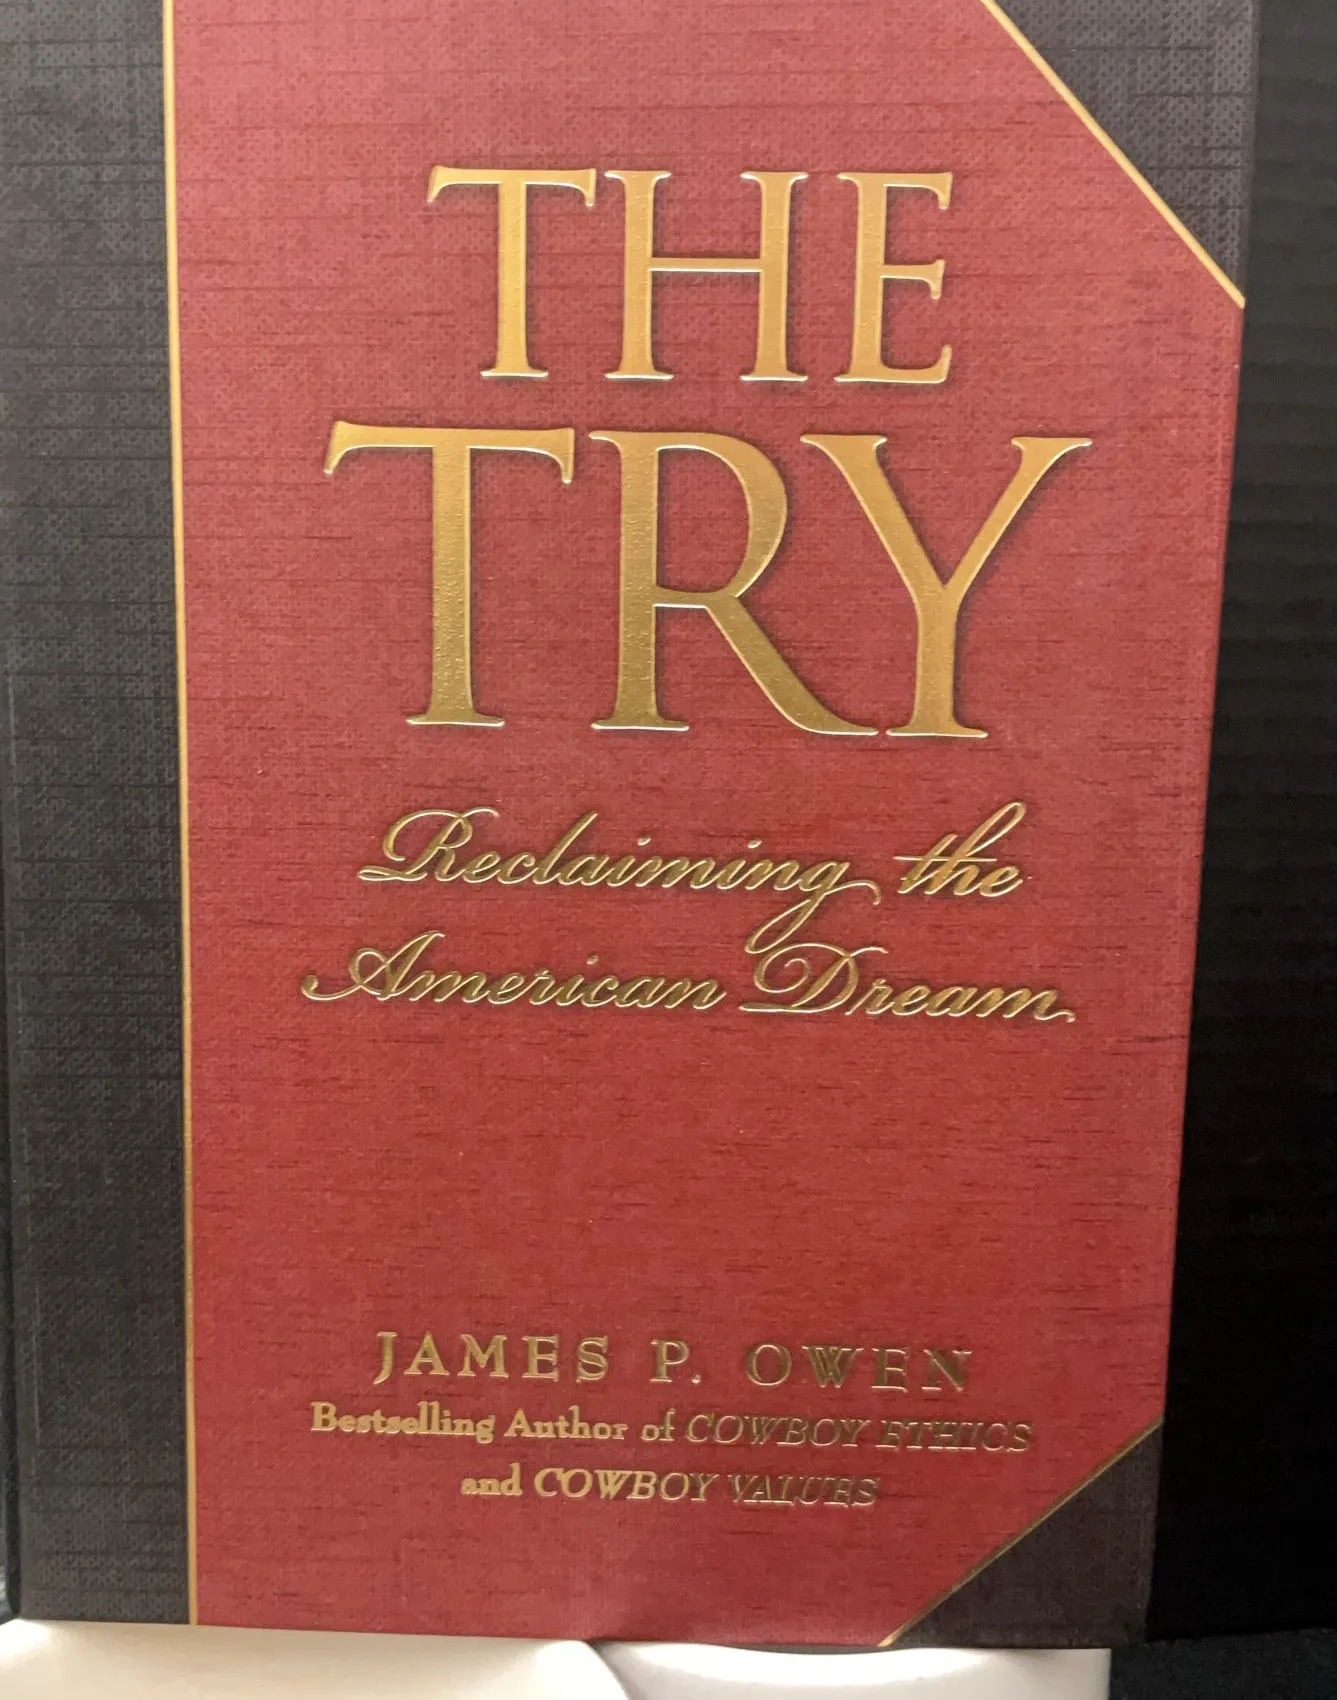 THE
TRY
Reclaiming the
American Dream
JAMES P. OWEN
Bestselling Author of COWBOY ETHICS
and COWBOY VALUES